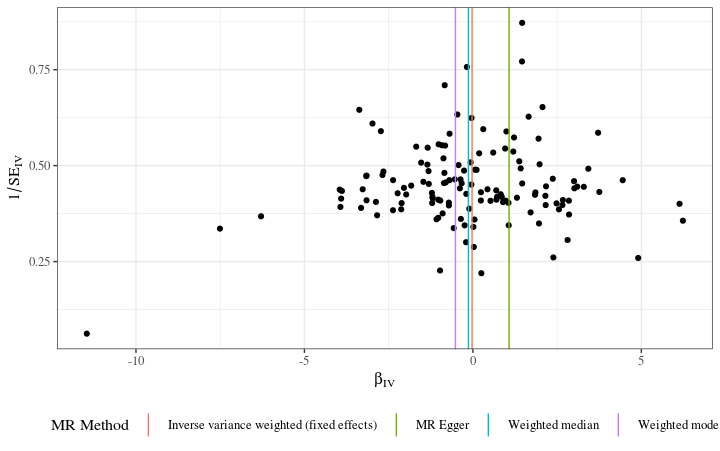 1/SE_IV
0.75
0.50
0.25
-10
-5
0
5
β_IV
MR Method
Inverse variance weighted (fixed effects)
MR Egger
Weighted median
Weighted mode